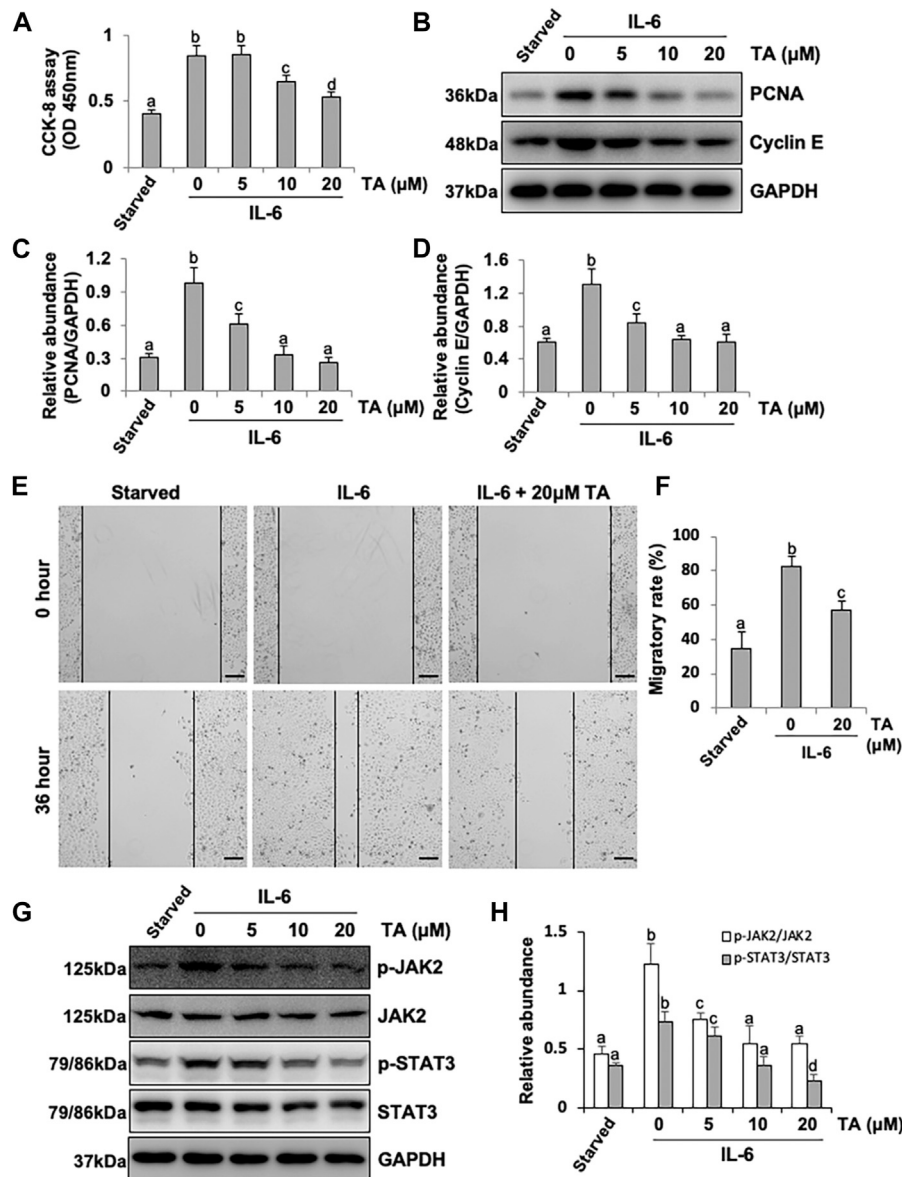 A
CCK-8 assay
(OD 450nm)
1
0.5
0
a
b
b
c
d
Starved
0
5
10
20
TA (μM)
IL-6
B
Starved
IL-6
0
5
10
20
TA (μM)
36kDa
PCNA
48kDa
Cyclin E
37kDa
GAPDH
C
Relative abundance
(PCNA/GAPDH)
1.2
0.9
0.6
0.3
0
a
b
c
a
a
Starved
0
5
10
20
TA (μM)
IL-6
D
Relative abundance
(Cyclin E/GAPDH)
1.6
1.2
0.8
0.4
0
a
b
c
a
a
Starved
0
5
10
20
TA (μM)
IL-6
E
Starved
IL-6
IL-6 + 20μM TA
0 hour
36 hour
F
Migratory rate (%)
100
80
60
40
20
0
a
b
c
Starved
0
20
TA
(μM)
IL-6
G
Starved
IL-6
0
5
10
20
TA (μM)
125kDa
p-JAK2
125kDa
JAK2
79/86kDa
p-STAT3
79/86kDa
STAT3
37kDa
GAPDH
H
Relative abundance
1.5
1
0.5
0
p-JAK2/JAK2
p-STAT3/STAT3
a
a
b
b
c
c
a
a
a
d
Starved
0
5
10
20
TA (μM)
IL-6